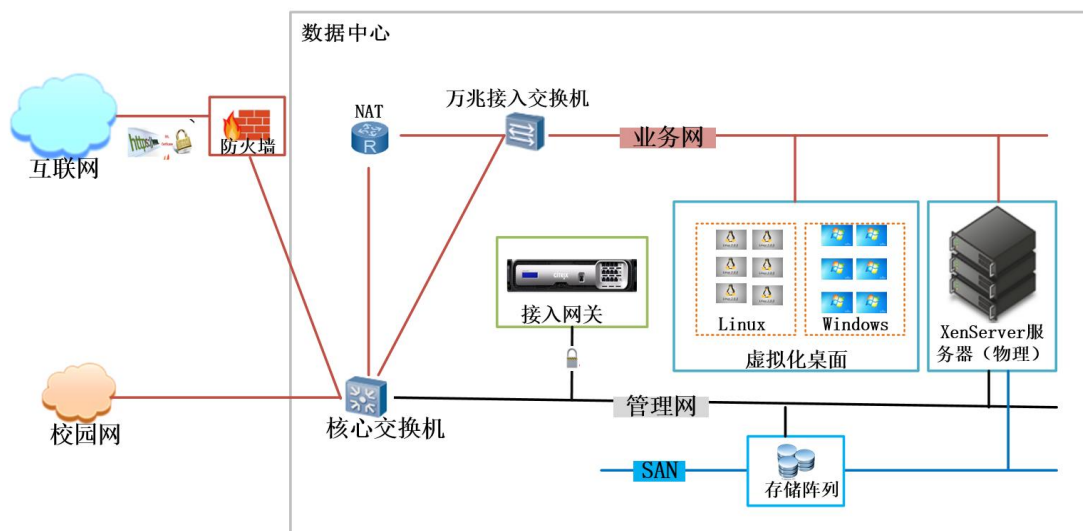 数据中心
NAT
R
万兆接入交换机
业务网
互联网
https
防火墙
CITRIX
接入网关
Linux
Windows
虚拟化桌面
XenServer服
务器（物理）
校园网
核心交换机
管理网
SAN
存储阵列